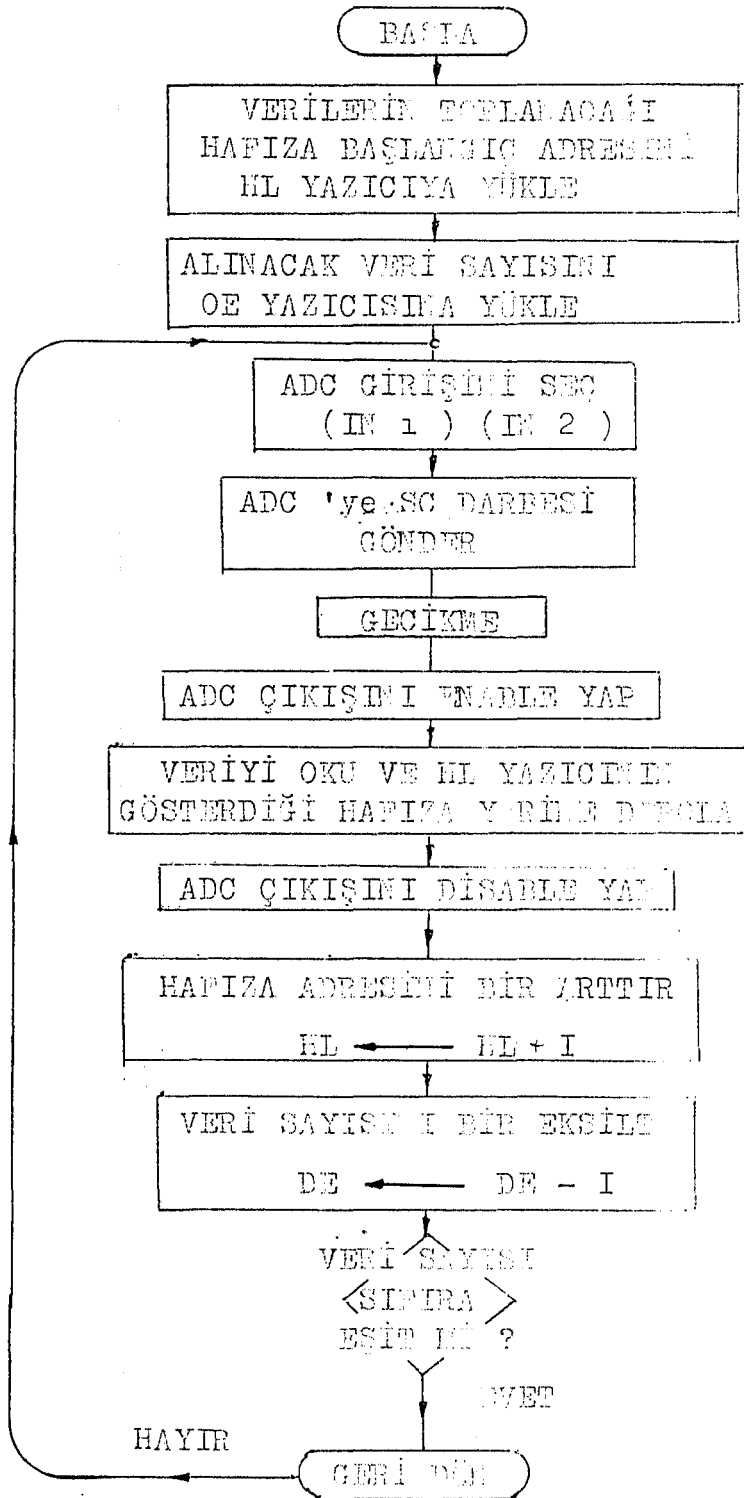 BAŞLA
VERİLERİN TOPLANACAĞI
HAFIZA BAŞLANGIÇ ADRESİNİ
HL YAZICIYA YÜKLE
ALINACAK VERİ SAYISINI
OE YAZICISINA YÜKLE
ADC GİRİŞİNİ SEÇ
(IN 1 ) (IN 2 )
ADC 'ye SC DARBESİ
GÖNDER
GECİKME
ADC ÇIKIŞINI ENABLE YAP
VERİYİ OKU VE HL YAZICININ
GÖSTERDİĞİ HAFIZA YERİNE DEPOLA
ADC ÇIKIŞINI DİSABLE YAP
HAFIZA ADRESİNİ BİR ARTTIR
HL ← HL + I
VERİ SAYISINI BİR EKSİLT
DE ← DE - I
VERİ SAYISI
SIFIRA
EŞİT Mİ ?
EVET
HAYIR
GERİ DÖN